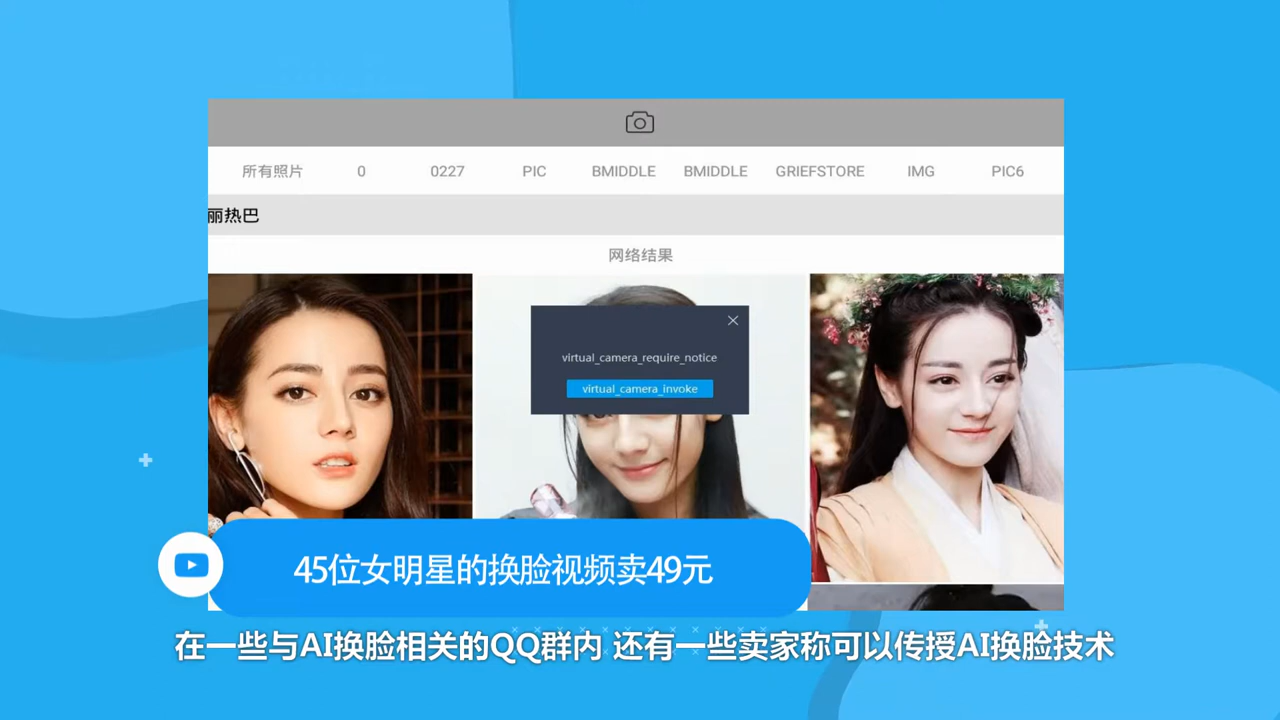 所有照片 0 0227 PIC BMIDDLE BMIDDLE GRIEFSTORE IMG PIC6
丽热巴
网络结果
virtual_camera_require_notice
virtual_camera_invoke
45位女明星的换脸视频卖49元
在一些与AI换脸相关的QQ群内 还有一些卖家称可以传授AI换脸技术